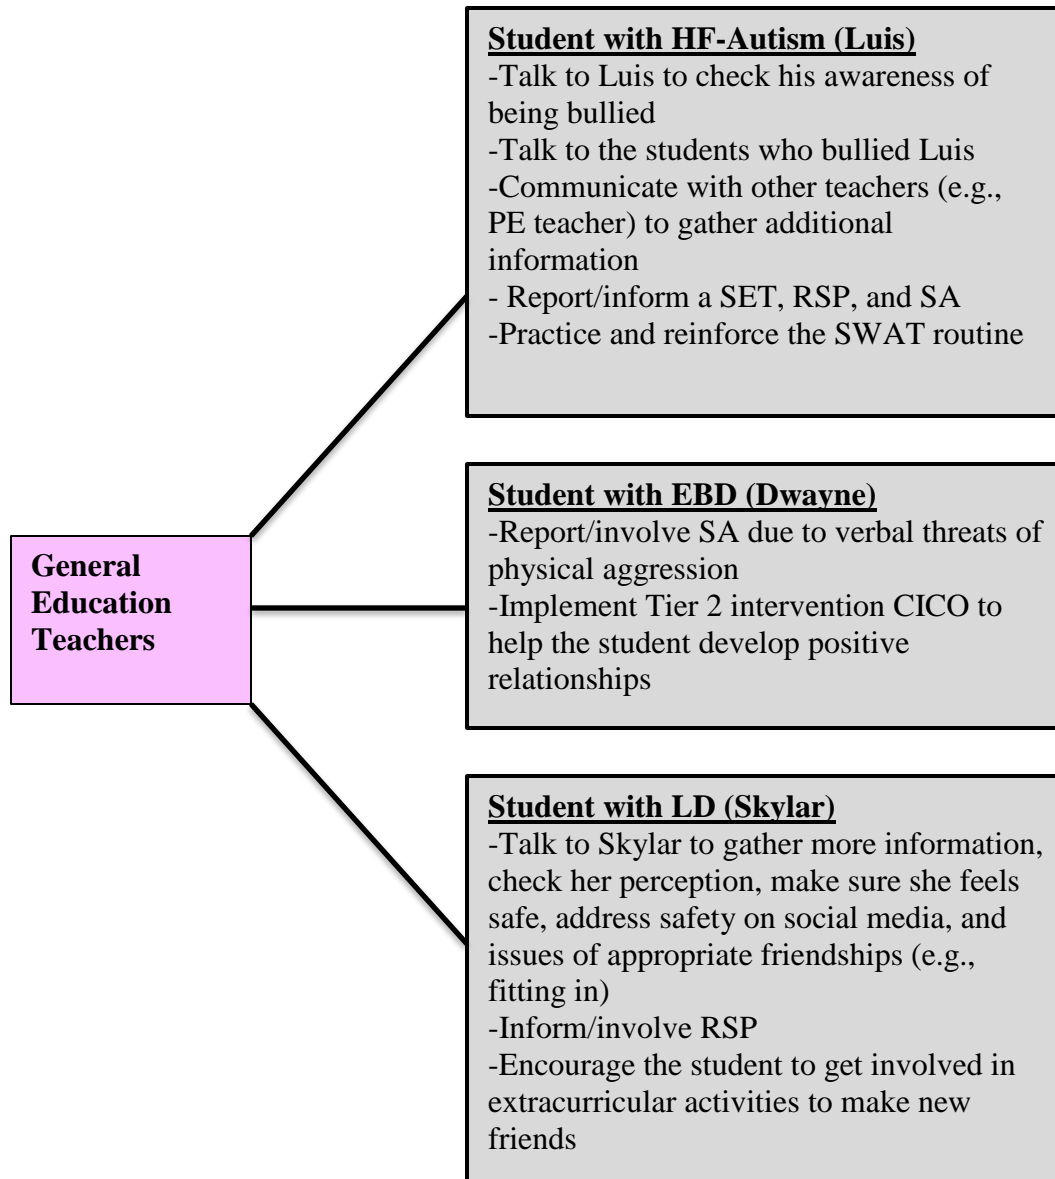 Student with HF-Autism (Luis)
-Talk to Luis to check his awareness of
being bullied
-Talk to the students who bullied Luis
-Communicate with other teachers (e.g.,
PE teacher) to gather additional
information
- Report/inform a SET, RSP, and SA
-Practice and reinforce the SWAT routine
General
Education
Teachers
Student with EBD (Dwayne)
-Report/involve SA due to verbal threats of
physical aggression
-Implement Tier 2 intervention CICO to
help the student develop positive
relationships
Student with LD (Skylar)
-Talk to Skylar to gather more information,
check her perception, make sure she feels
safe, address safety on social media, and
issues of appropriate friendships (e.g.,
fitting in)
-Inform/involve RSP
-Encourage the student to get involved in
extracurricular activities to make new
friends